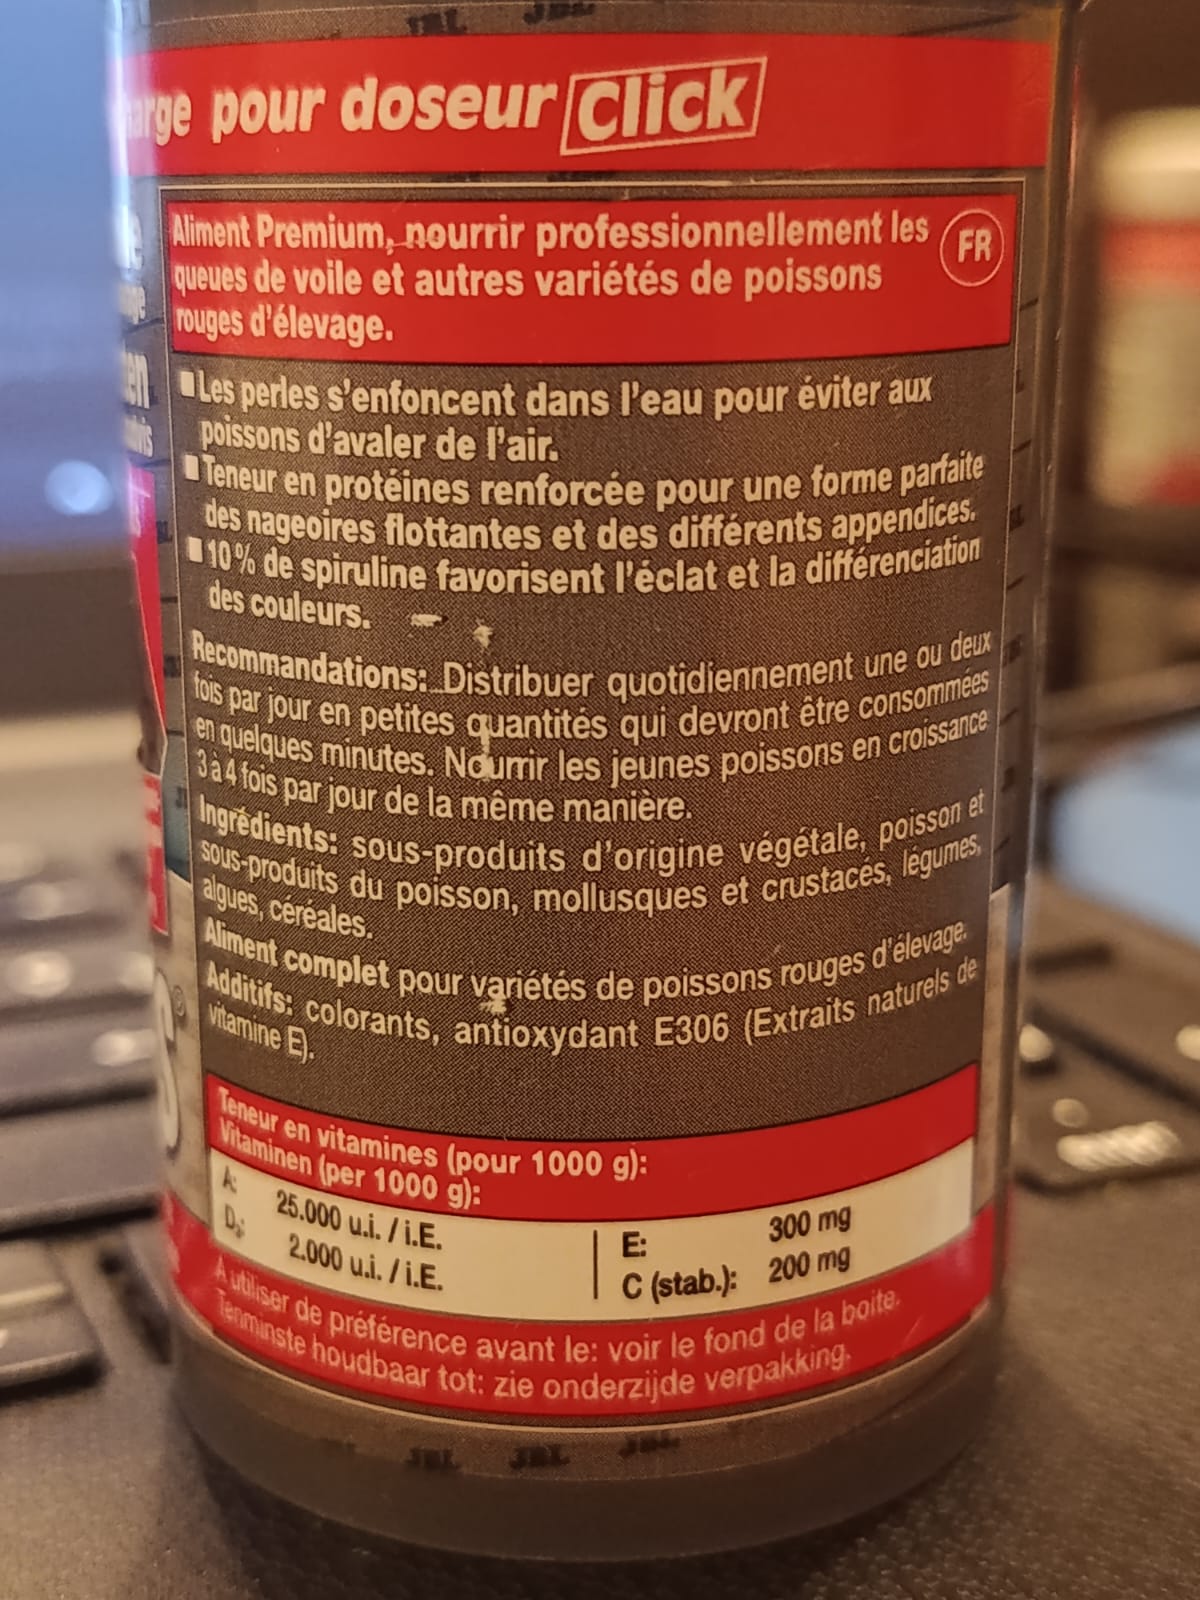 JBL JBL
pour doseur Click
Aliment Premium, nourrir professionnellement les
queues de voile et autres variétés de poissons
rouges d'élevage.
FR
■ Les perles s'enfoncent dans l'eau pour éviter aux
poissons d'avaler de l'air.
■ Teneur en protéines renforcée pour une forme parfaite
des nageoires flottantes et des différents appendices.
■ 10% de spiruline favorisent l'éclat et la différenciation
des couleurs.
Recommandations: Distribuer quotidiennement une ou deux
fois par jour en petites quantités qui devront être consommées
en quelques minutes. Nourrir les jeunes poissons en croissance
3 à 4 fois par jour de la même manière.
Ingrédients: sous-produits d'origine végétale, poisson et
sous-produits du poisson, mollusques et crustacés, légumes,
algues, céréales.
Aliment complet pour variétés de poissons rouges d'élevage.
Additifs: colorants, antioxydant E306 (Extraits naturels de
vitamine E).
Teneur en vitamines (pour 1000 g):
Vitaminen (per 1000 g):
A: 25.000 u.i. / i.E. E: 300 mg
D₃: 2.000 u.i. / i.E. C (stab.): 200 mg
A utiliser de préférence avant le: voir le fond de la boite.
Tenminste houdbaar tot: zie onderzijde verpakking.
JBL JBL JBL